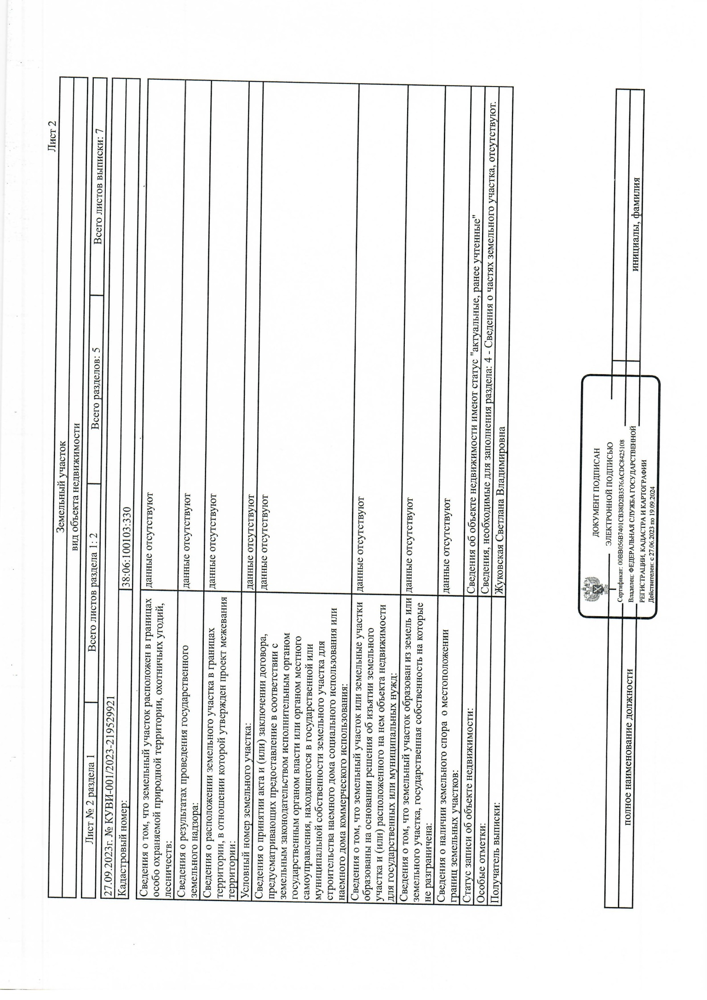 Лист 2
Земельный участок
вид объекта недвижимости
Лист № 2 раздела 1
Всего листов раздела 1: 2
Всего разделов: 5
Всего листов выписки: 7
27.09.2023г. № КУВИ-001/2023-219529921
Кадастровый номер:
38:06:100103:330
Сведения о том, что земельный участок расположен в границах
особо охраняемой природной территории, охотничьих угодий,
лесничеств:
данные отсутствуют
Сведения о результатах проведения государственного
земельного надзора:
данные отсутствуют
Сведения о расположении земельного участка в границах
территории, в отношении которой утвержден проект межевания
территории:
данные отсутствуют
Условный номер земельного участка:
данные отсутствуют
Сведения о принятии акта и (или) заключении договора,
предусматривающих предоставление в соответствии с
земельным законодательством исполнительным органом
государственным органом власти или органом местного
самоуправления, находящегося в государственной или
муниципальной собственности земельного участка для
строительства наемного дома социального использования или
наемного дома коммерческого использования:
данные отсутствуют
Сведения о том, что земельный участок или земельные участки
образованы на основании решения об изъятии земельного
участка и (или) расположенного на нем объекта недвижимости
для государственных или муниципальных нужд:
данные отсутствуют
Сведения о том, что земельный участок образован из земель или
земельного участка, государственная собственность на которые
не разграничена:
данные отсутствуют
Сведения о наличии земельного спора о местоположении
границ земельных участков:
данные отсутствуют
Статус записи об объекте недвижимости:
Сведения об объекте недвижимости имеют статус "актуальные, ранее учтенные"
Особые отметки:
Сведения, необходимые для заполнения раздела: 4 - Сведения о частях земельного участка, отсутствуют.
Получатель выписки:
Жуковская Светлана Владимировна
ДОКУМЕНТ ПОДПИСАН
ЭЛЕКТРОННОЙ ПОДПИСЬЮ
Сертификат: 00BB056B7401CB38D2B3576ACDC8425108
Владелец: ФЕДЕРАЛЬНАЯ СЛУЖБА ГОСУДАРСТВЕННОЙ
РЕГИСТРАЦИИ, КАДАСТРА И КАРТОГРАФИИ
Действителен: с 27.06.2023 по 19.09.2024
полное наименование должности
инициалы, фамилия